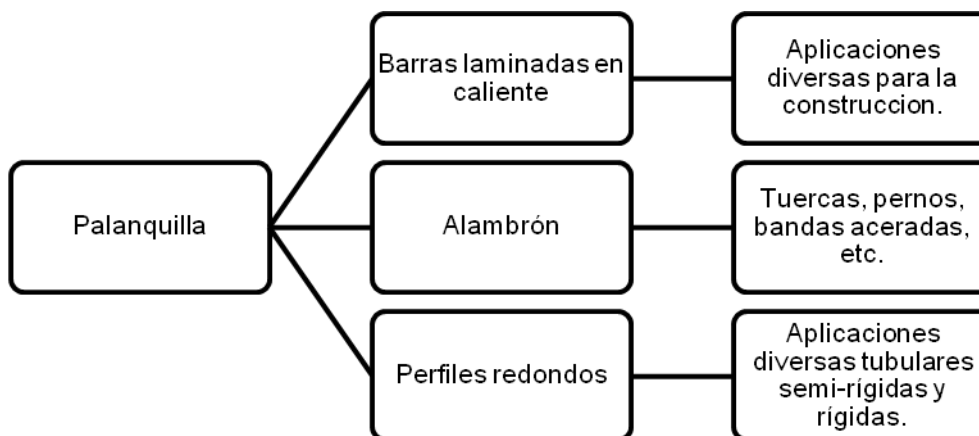 Palanquilla
Barras laminadas en
caliente
Aplicaciones
diversas para la
construccion.
Alambrón
Tuercas, pernos,
bandas aceradas,
etc.
Perfiles redondos
Aplicaciones
diversas tubulares
semi-rígidas y
rígidas.